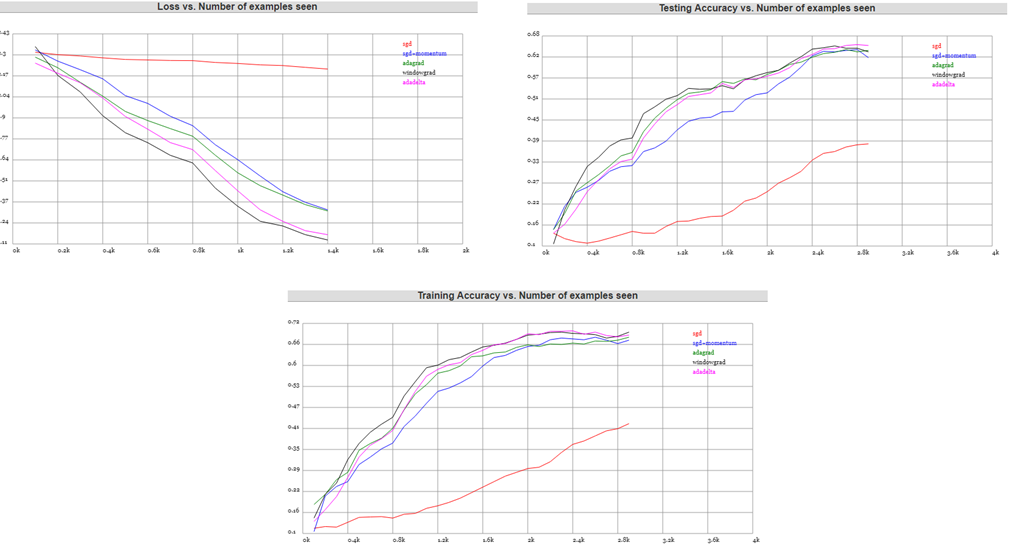 Loss vs. Number of examples seen
sgd
sgd-momentum
adagrad
windowgrad
adadelta
0k 0.2k 0.4k 0.6k 0.8k 1k 1.2k 1.4k 1.6k 1.8k 2k
Testing Accuracy vs. Number of examples seen
0.68
0.62
0.57
0.51
0.45
0.39
0.33
0.27
0.22
0.16
0.1
sgd
sgd-momentum
adagrad
windowgrad
adadelta
0k 0.4k 0.8k 1.2k 1.6k 2k 2.4k 2.8k 3.2k 3.6k 4k
Training Accuracy vs. Number of examples seen
0.72
0.66
0.6
0.53
0.47
0.41
0.35
0.29
0.22
0.16
0.1
sgd
sgd-momentum
adagrad
windowgrad
adadelta
0k 0.4k 0.8k 1.2k 1.6k 2k 2.4k 2.8k 3.2k 3.6k 4k